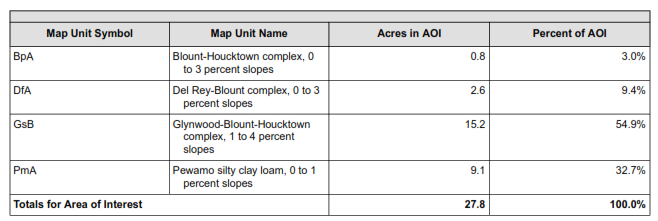 Map Unit Symbol Map Unit Name Acres in AOI Percent of AOI
BpA Blount-Houcktown complex, 0 0.8 3.0%
to 3 percent slopes
DfA Del Rey-Blount complex, 0 to 3 2.6 9.4%
percent slopes
GsB Glynwood-Blount-Houcktown 15.2 54.9%
complex, 1 to 4 percent
slopes
PmA Pewamo silty clay loam, 0 to 1 9.1 32.7%
percent slopes
Totals for Area of Interest 27.8 100.0%